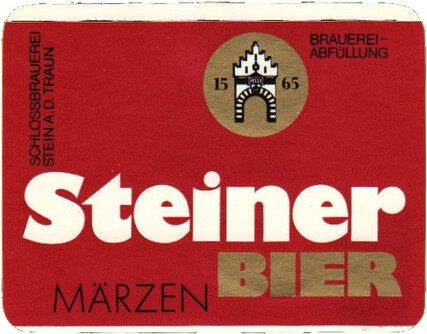 SCHLOSSBRAUEREI
STEIN A.D. TRAUN
15 65
BRAUEREI-
ABFÜLLUNG
Steiner
BIER
MÄRZEN